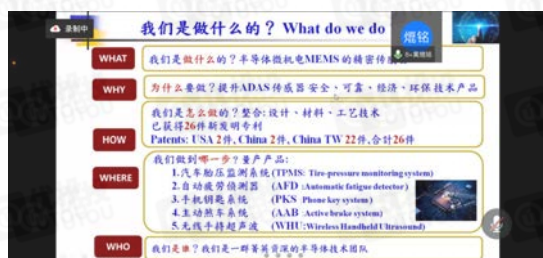 录制中
我们是做什么的？What do we do
焜铭
WHAT
我们是做什么的？半导体微机电MEMS的精密传
WHY
为什么要做？提升ADAS传感器安全、可靠、经济、环保技术产品
HOW
我们是怎么做的？整合：设计、材料、工艺技术
已获得26件新发明专利
Patents: USA 2件, China 2件, China TW 22件,合计26件
WHERE
我们做到哪一步？量产产品:
1.汽车胎压监测系统(TPMS: Tire-pressure monitoring system)
2.自动疲劳侦测器 (AFD :Automatic fatigue detector)
3.手机钥匙系统 (PKS :Phone key system)
4.主动煞车系统 (AAB :Active brake system)
5.无线手持超声波 (WHU:Wireless Handheld Ultrasound)
WHO
我们是谁？我们是一群菁英资深的半导体技术团队